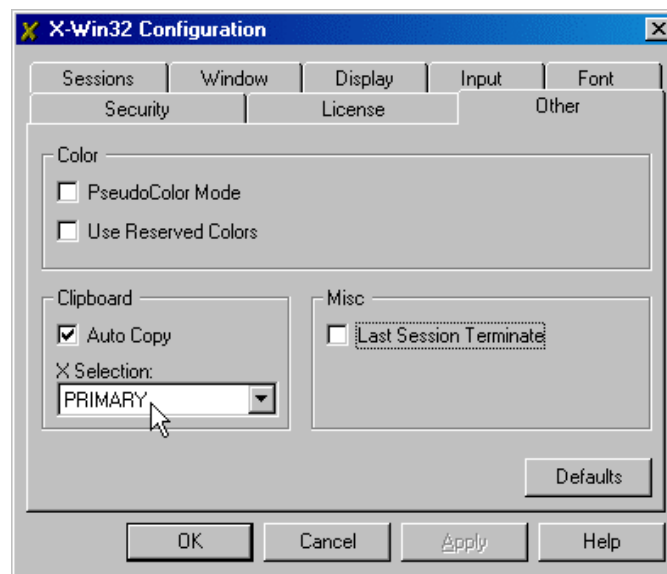 X-Win32 Configuration
Sessions Window Display Input Font
Security License Other
Color
PseudoColor Mode
Use Reserved Colors
Clipboard Misc
Auto Copy Last Session Terminate
X Selection:
PRIMARY
Defaults
OK Cancel Apply Help